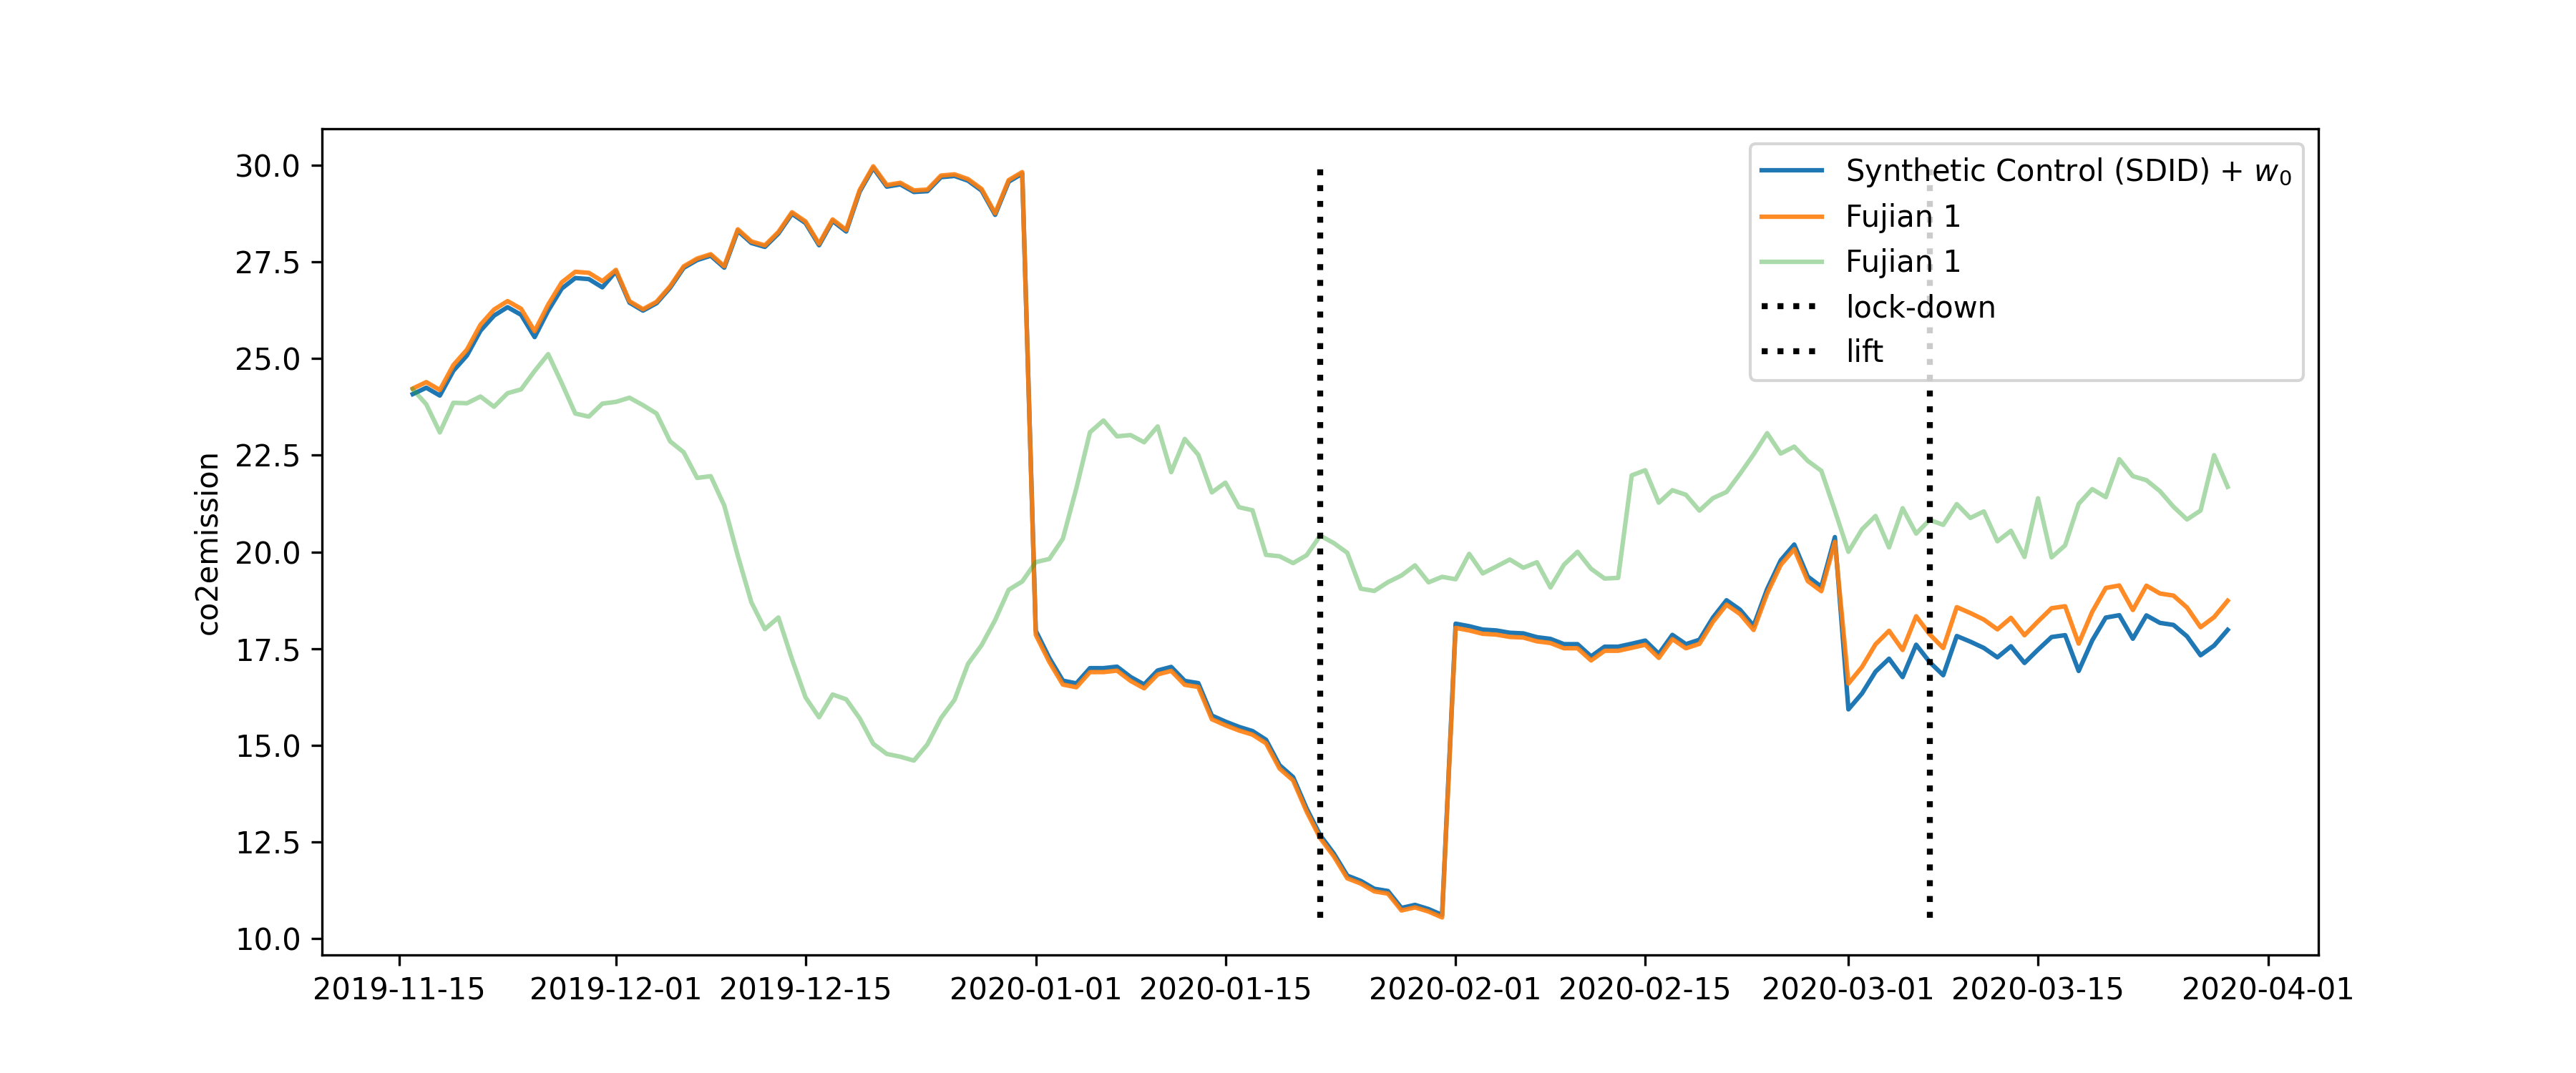 30.0
27.5
25.0
22.5
20.0
17.5
15.0
12.5
10.0
co2emission
Synthetic Control (SDID) + w₀
Fujian 1
Fujian 1
lock-down
lift
2019-11-15 2019-12-01 2019-12-15 2020-01-01 2020-01-15 2020-02-01 2020-02-15 2020-03-01 2020-03-15 2020-04-01